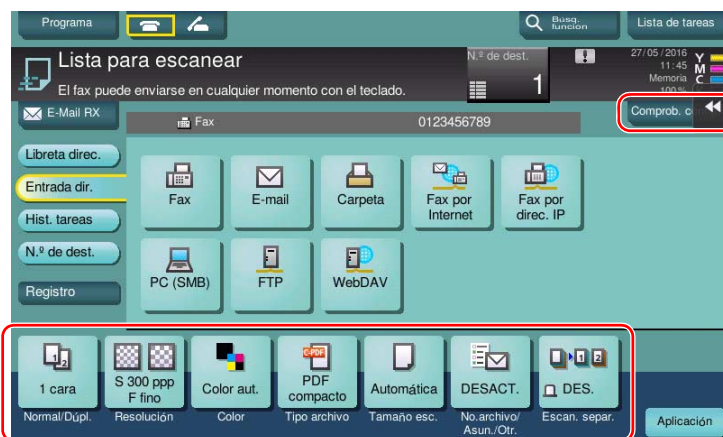 Programa
Búsq.
función
Lista de tareas
Lista para escanear
N.º de dest.
1
27/05/2016
11:45
Memoria
100%
Y
M
C
El fax puede enviarse en cualquier momento con el teclado.
E-Mail RX
Fax 0123456789
Comprob. c
Libreta direc.
Entrada dir.
Hist. tareas
N.º de dest.
Registro
Fax
E-mail
Carpeta
Fax por
Internet
Fax por
direc. IP
PC (SMB)
FTP
WebDAV
1 cara
S 300 ppp
F fino
Color aut.
C-PDF
PDF
compacto
Automática
DESACT.
DES.
Normal/Dúpl.
Resolución
Color
Tipo archivo
Tamaño esc.
No.archivo/
Asun./Otr.
Escan. separ.
Aplicación